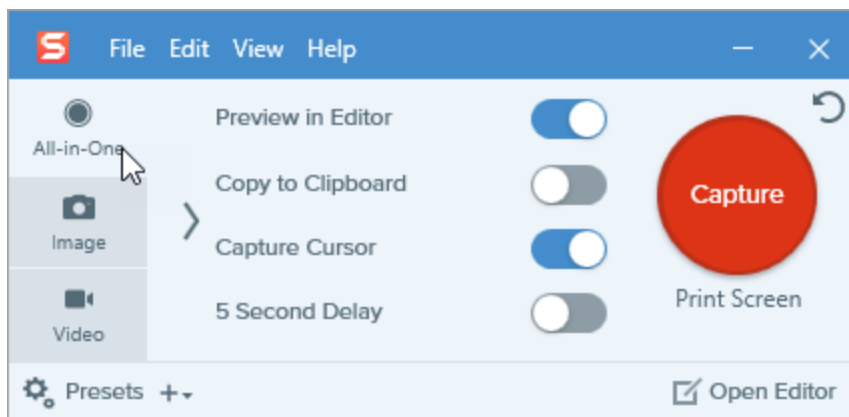 S File Edit View Help
All-in-One
Image
Video
Preview in Editor
Copy to Clipboard
Capture Cursor
5 Second Delay
Capture
Print Screen
Presets
Open Editor